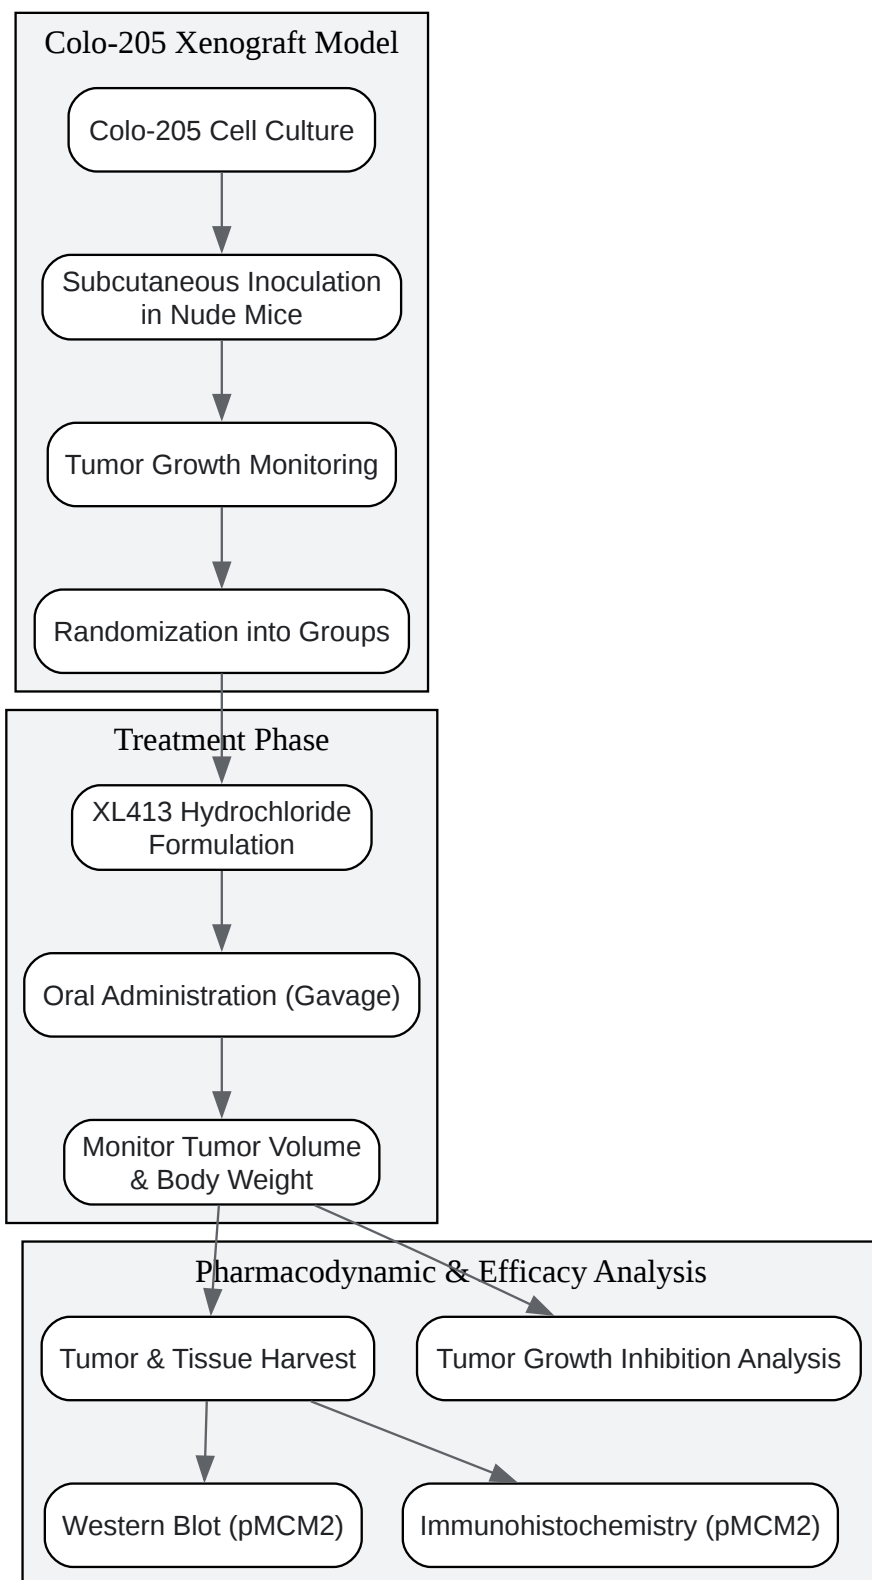 Colo-205 Xenograft Model
Colo-205 Cell Culture
Subcutaneous Inoculation
in Nude Mice
Tumor Growth Monitoring
Randomization into Groups
Treatment Phase
XL413 Hydrochloride
Formulation
Oral Administration (Gavage)
Monitor Tumor Volume
& Body Weight
Pharmacodynamic & Efficacy Analysis
Tumor & Tissue Harvest
Tumor Growth Inhibition Analysis
Western Blot (pMCM2)
Immunohistochemistry (pMCM2)